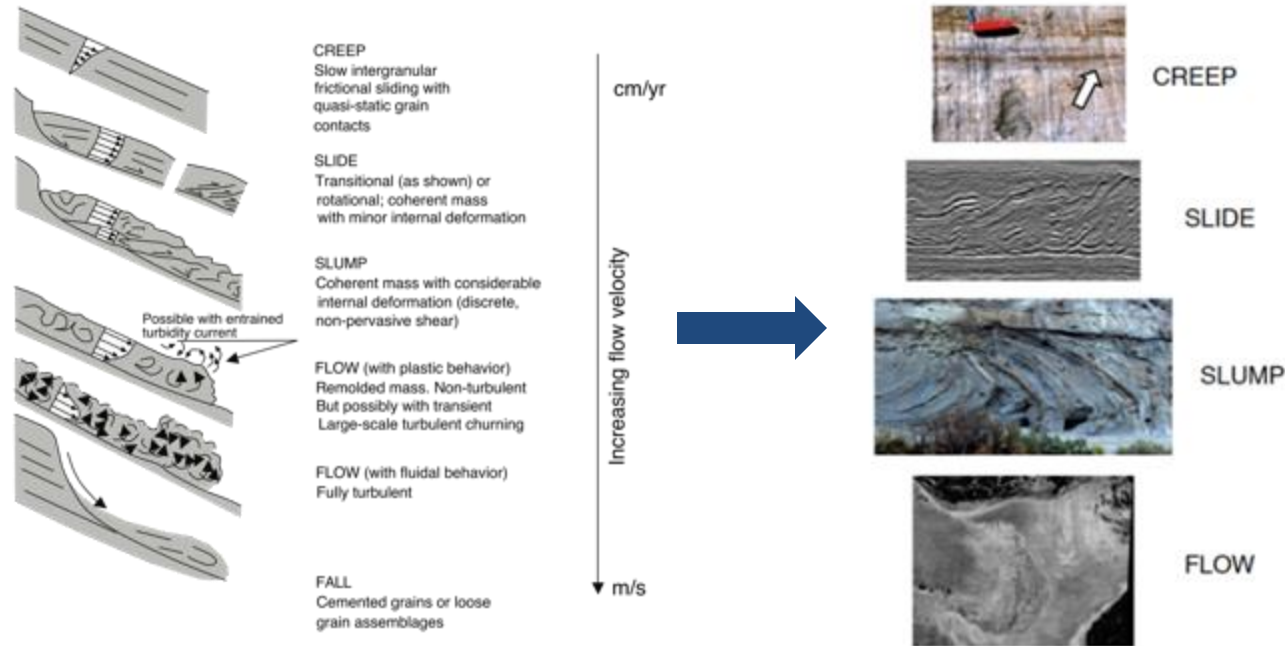 CREEP
Slow intergranular
frictional sliding with
quasi-static grain
contacts
SLIDE
Transitional (as shown) or
rotational; coherent mass
with minor internal deformation
SLUMP
Coherent mass with considerable
internal deformation (discrete,
non-pervasive shear)
Possible with entrained
turbidity current
FLOW (with plastic behavior)
Remolded mass. Non-turbulent
But possibly with transient
Large-scale turbulent churning
FLOW (with fluidal behavior)
Fully turbulent
FALL
Cemented grains or loose
grain assemblages
cm/yr
Increasing flow velocity
m/s
CREEP
SLIDE
SLUMP
FLOW